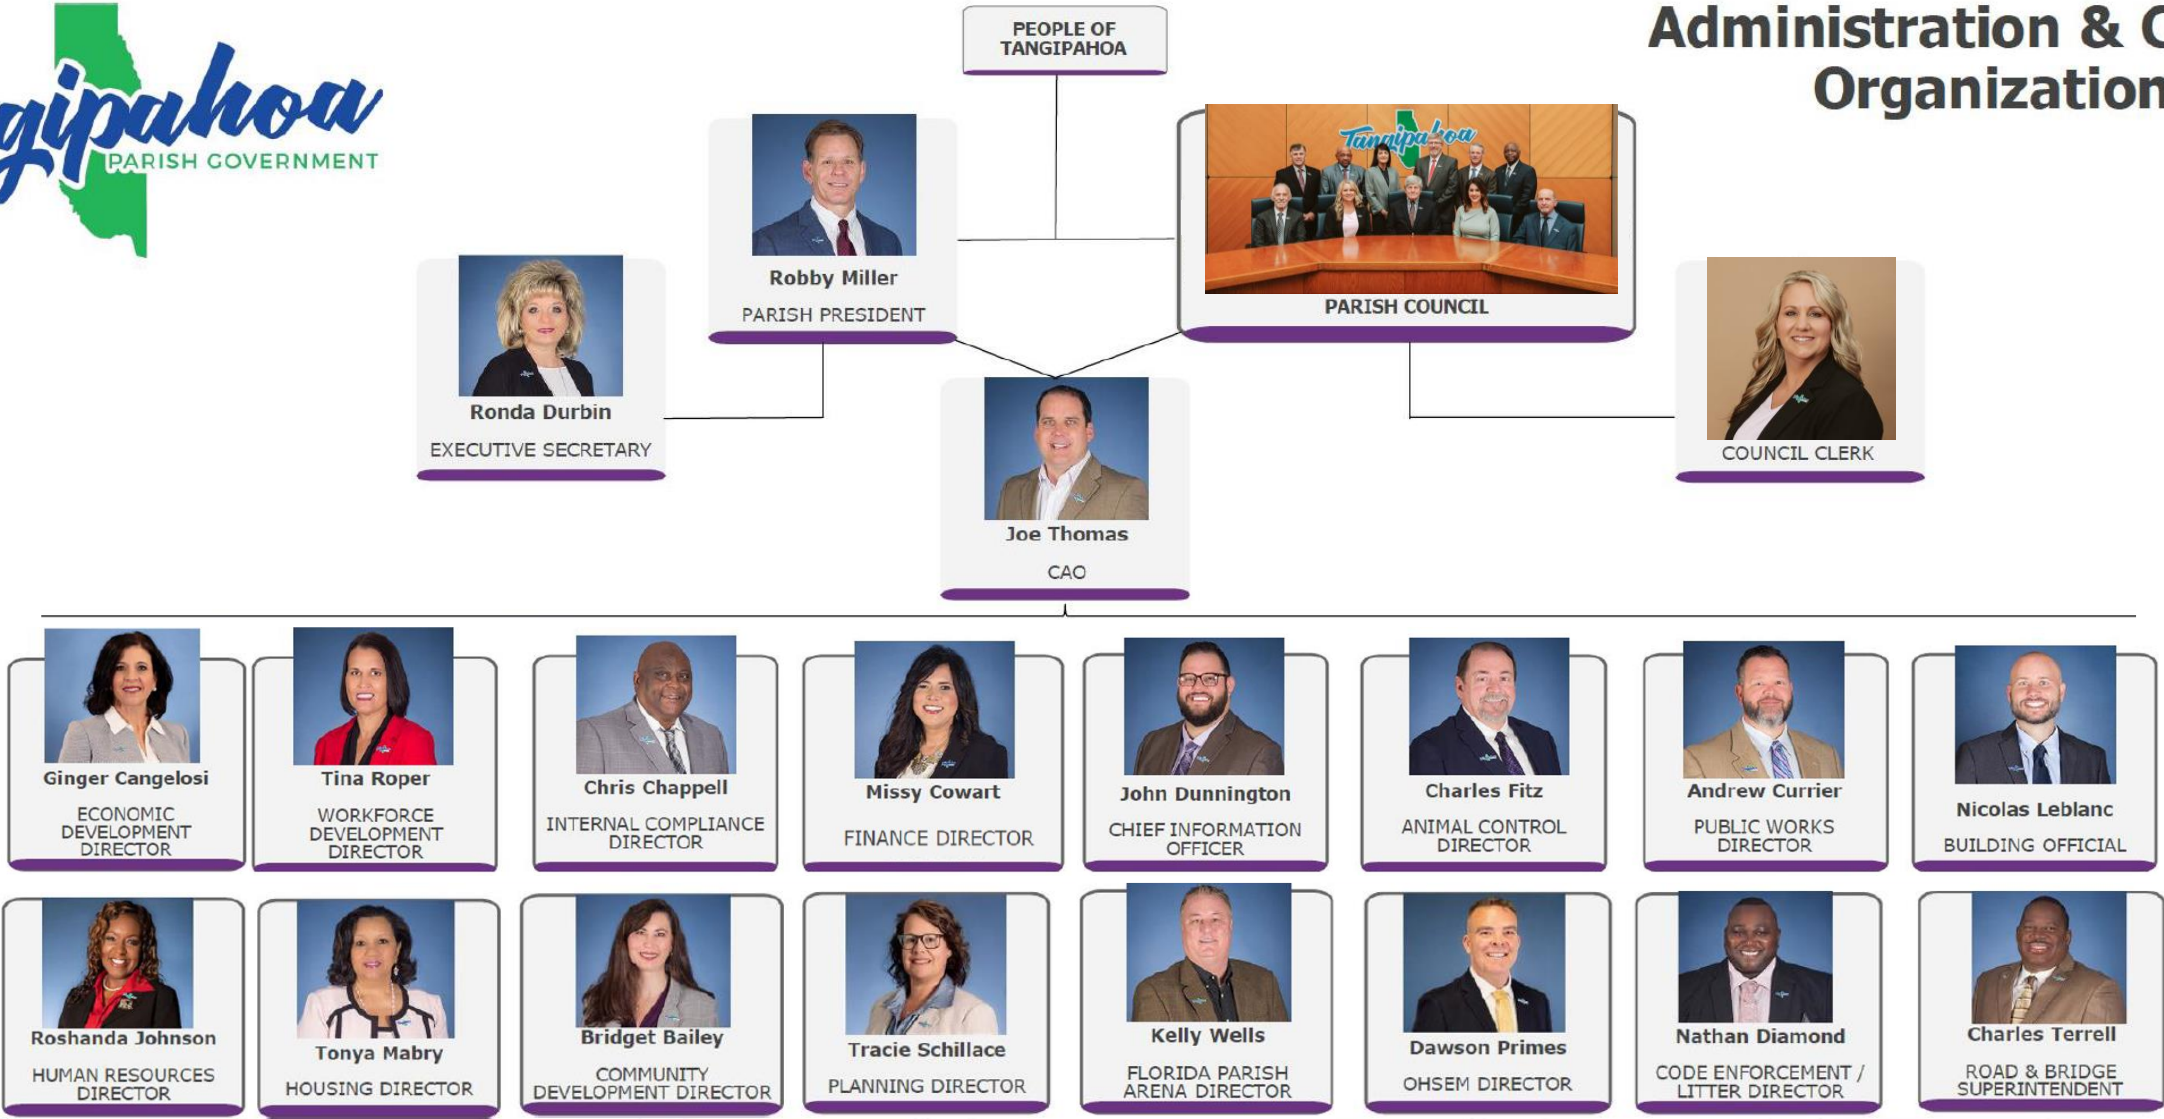 gipahoa
PARISH GOVERNMENT
Administration & C
Organization
PEOPLE OF
TANGIPAHOA
Robby Miller
PARISH PRESIDENT
Tangipahoa
PARISH COUNCIL
Ronda Durbin
EXECUTIVE SECRETARY
COUNCIL CLERK
Joe Thomas
CAO
Ginger Cangelosi
ECONOMIC
DEVELOPMENT
DIRECTOR
Tina Roper
WORKFORCE
DEVELOPMENT
DIRECTOR
Chris Chappell
INTERNAL COMPLIANCE
DIRECTOR
Missy Cowart
FINANCE DIRECTOR
John Dunnington
CHIEF INFORMATION
OFFICER
Charles Fitz
ANIMAL CONTROL
DIRECTOR
Andrew Currier
PUBLIC WORKS
DIRECTOR
Nicolas Leblanc
BUILDING OFFICIAL
Roshanda Johnson
HUMAN RESOURCES
DIRECTOR
Tonya Mabry
HOUSING DIRECTOR
Bridget Bailey
COMMUNITY
DEVELOPMENT DIRECTOR
Tracie Schillace
PLANNING DIRECTOR
Kelly Wells
FLORIDA PARISH
ARENA DIRECTOR
Dawson Primes
OHSEM DIRECTOR
Nathan Diamond
CODE ENFORCEMENT /
LITTER DIRECTOR
Charles Terrell
ROAD & BRIDGE
SUPERINTENDENT